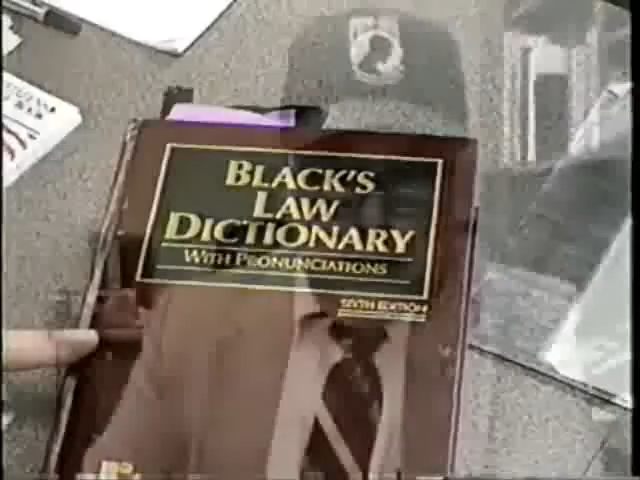 BLACK'S
LAW
DICTIONARY
WITH PRONUNCIATIONS
SIXTH EDITION